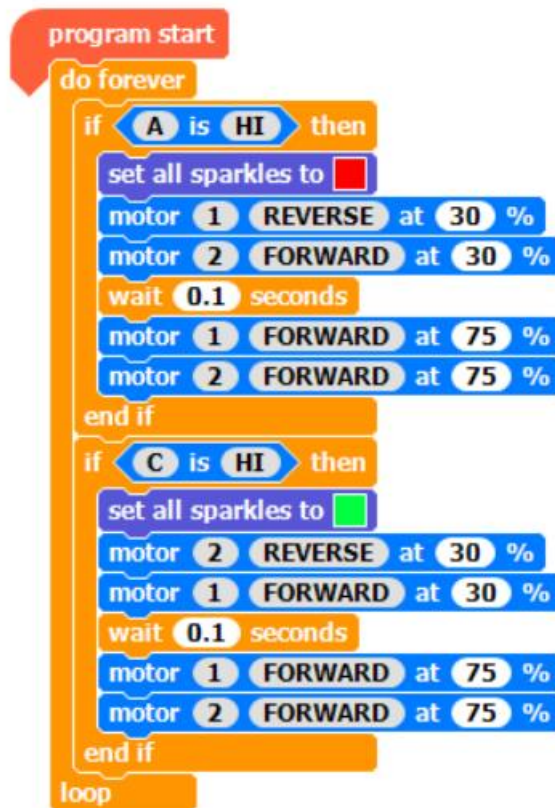 program start
do forever
if A is HI then
set all sparkles to
motor 1 REVERSE at 30 %
motor 2 FORWARD at 30 %
wait 0.1 seconds
motor 1 FORWARD at 75 %
motor 2 FORWARD at 75 %
end if
if C is HI then
set all sparkles to
motor 2 REVERSE at 30 %
motor 1 FORWARD at 30 %
wait 0.1 seconds
motor 1 FORWARD at 75 %
motor 2 FORWARD at 75 %
end if
loop